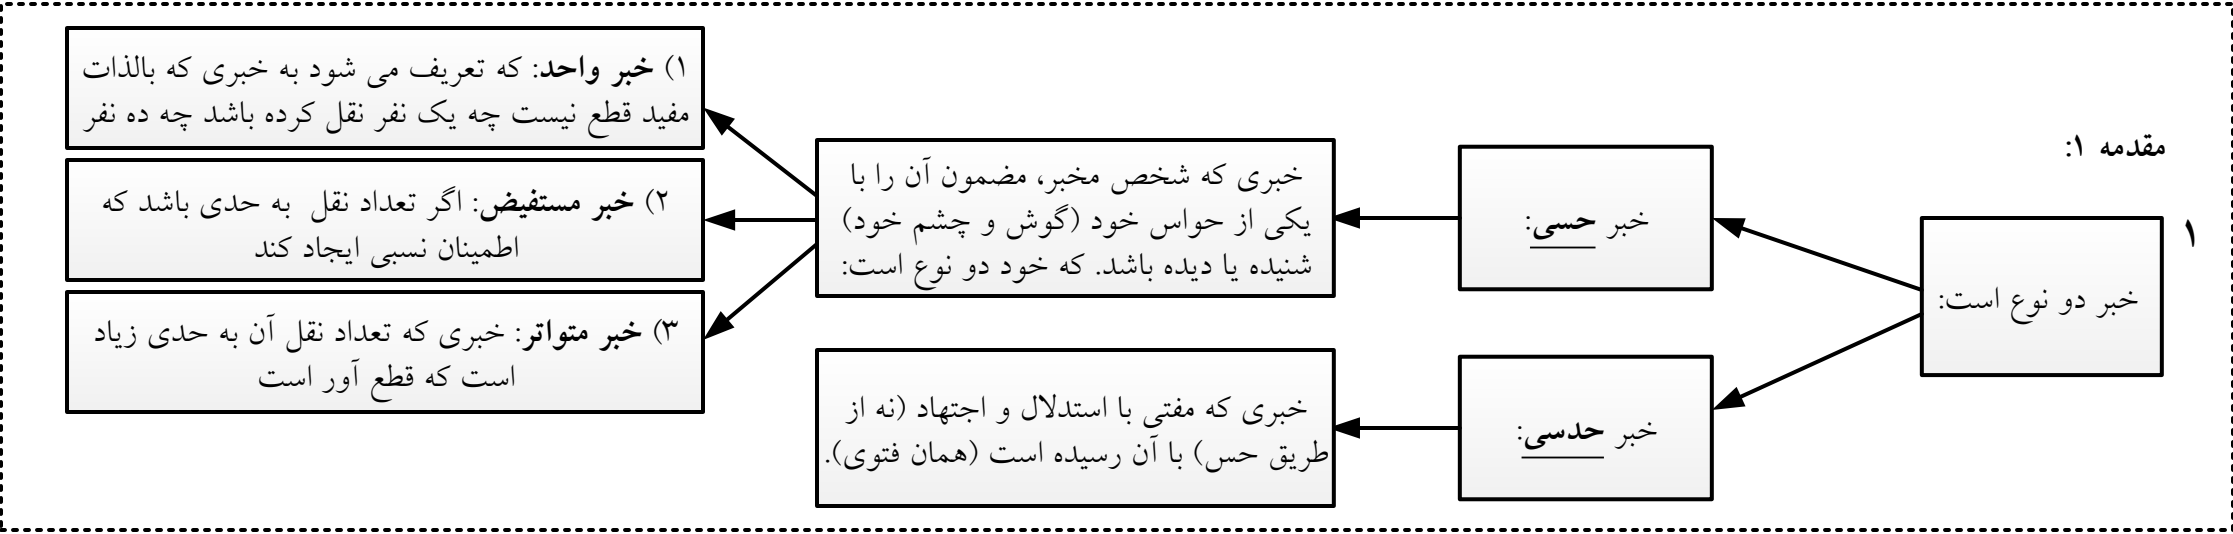 مقدمه ۱:
۱
خبر دو نوع است:
خبر حسی:
خبری که شخص مخبر، مضمون آن را با
یکی از حواس خود (گوش و چشم خود)
شنیده یا دیده باشد. که خود دو نوع است:
۱) خبر واحد: که تعریف می شود به خبری که بالذات
مفید قطع نیست چه یک نفر نقل کرده باشد چه ده نفر
۲) خبر مستفیض: اگر تعداد نقل به حدی باشد که
اطمینان نسبی ایجاد کند
۳) خبر متواتر: خبری که تعداد نقل آن به حدی زیاد
است که قطع آور است
خبر حدسی:
خبری که مفتی با استدلال و اجتهاد (نه از
طریق حس) با آن رسیده است (همان فتوی).